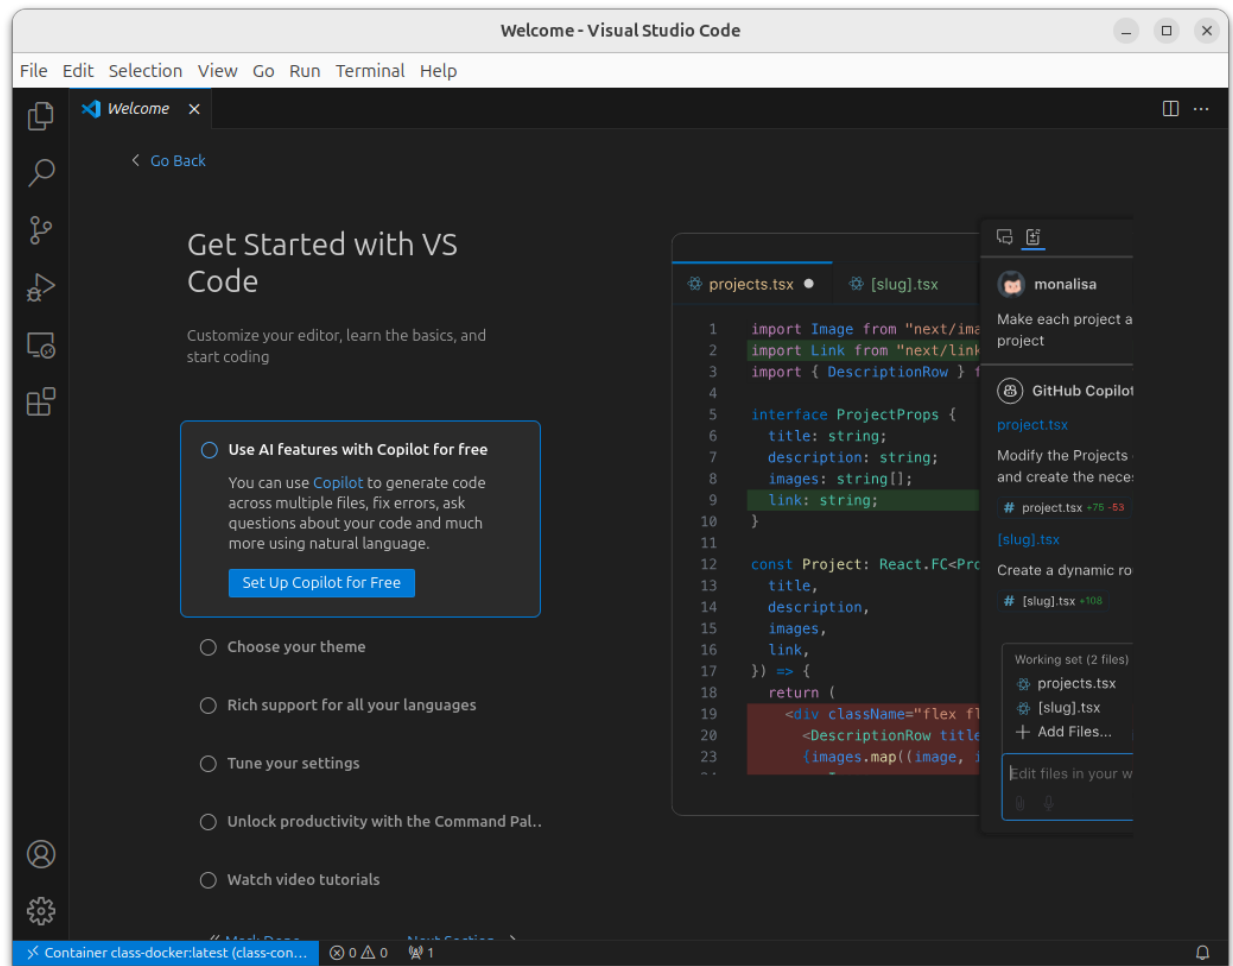 Welcome - Visual Studio Code
File Edit Selection View Go Run Terminal Help
Welcome
Go Back
Get Started with VS
Code
Customize your editor, learn the basics, and
start coding
Use AI features with Copilot for free
You can use Copilot to generate code
across multiple files, fix errors, ask
questions about your code and much
more using natural language.
Set Up Copilot for Free
Choose your theme
Rich support for all your languages
Tune your settings
Unlock productivity with the Command Pal..
Watch video tutorials
Mark Done Next Section
projects.tsx [slug].tsx
1 import Image from "next/ima
2 import Link from "next/link
3 import { DescriptionRow } f
4
5 interface ProjectProps {
6 title: string;
7 description: string;
8 images: string[];
9 link: string;
10 }
11
12 const Project: React.FC<Pro
13 title,
14 description,
15 images,
16 link,
17 }) => {
18 return (
19 <div className="flex fl
20 <DescriptionRow title
23 {images.map((image, i
monalisa
Make each project a
project
GitHub Copilot
project.tsx
Modify the Projects
and create the neces
# project.tsx +75 -53
[slug].tsx
Create a dynamic ro
# [slug].tsx +108
Working set (2 files)
projects.tsx
[slug].tsx
+ Add Files...
Edit files in your w
Container class-docker:latest (class-con... 0 0 1